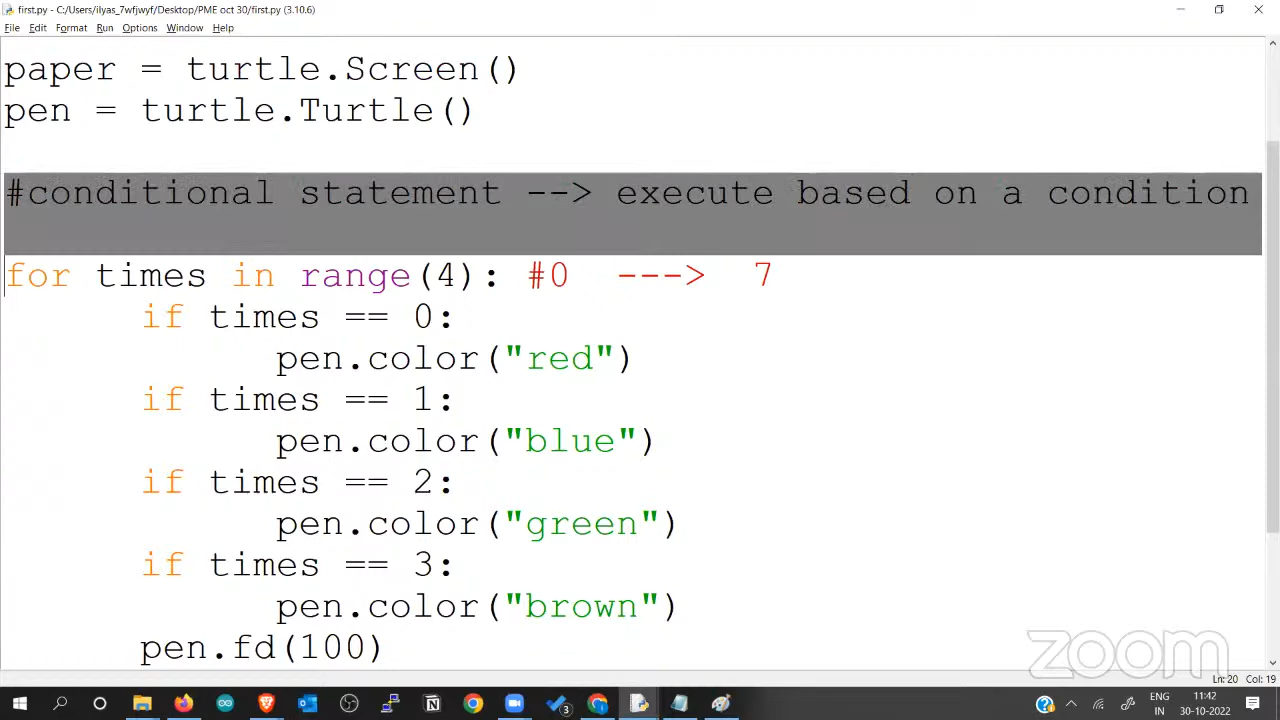 first.py - C:/Users/ilyas_7wfjwyf/Desktop/PME oct 30/first.py (3.10.6)
File Edit Format Run Options Window Help
paper = turtle.Screen()
pen = turtle.Turtle()
#conditional statement --> execute based on a condition
for times in range(4): #0 ---> 7
if times == 0:
pen.color("red")
if times == 1:
pen.color("blue")
if times == 2:
pen.color("green")
if times == 3:
pen.color("brown")
pen.fd(100)
zoom
Ln: 20 Col: 19
3
ENG
IN
11:42
30-10-2022